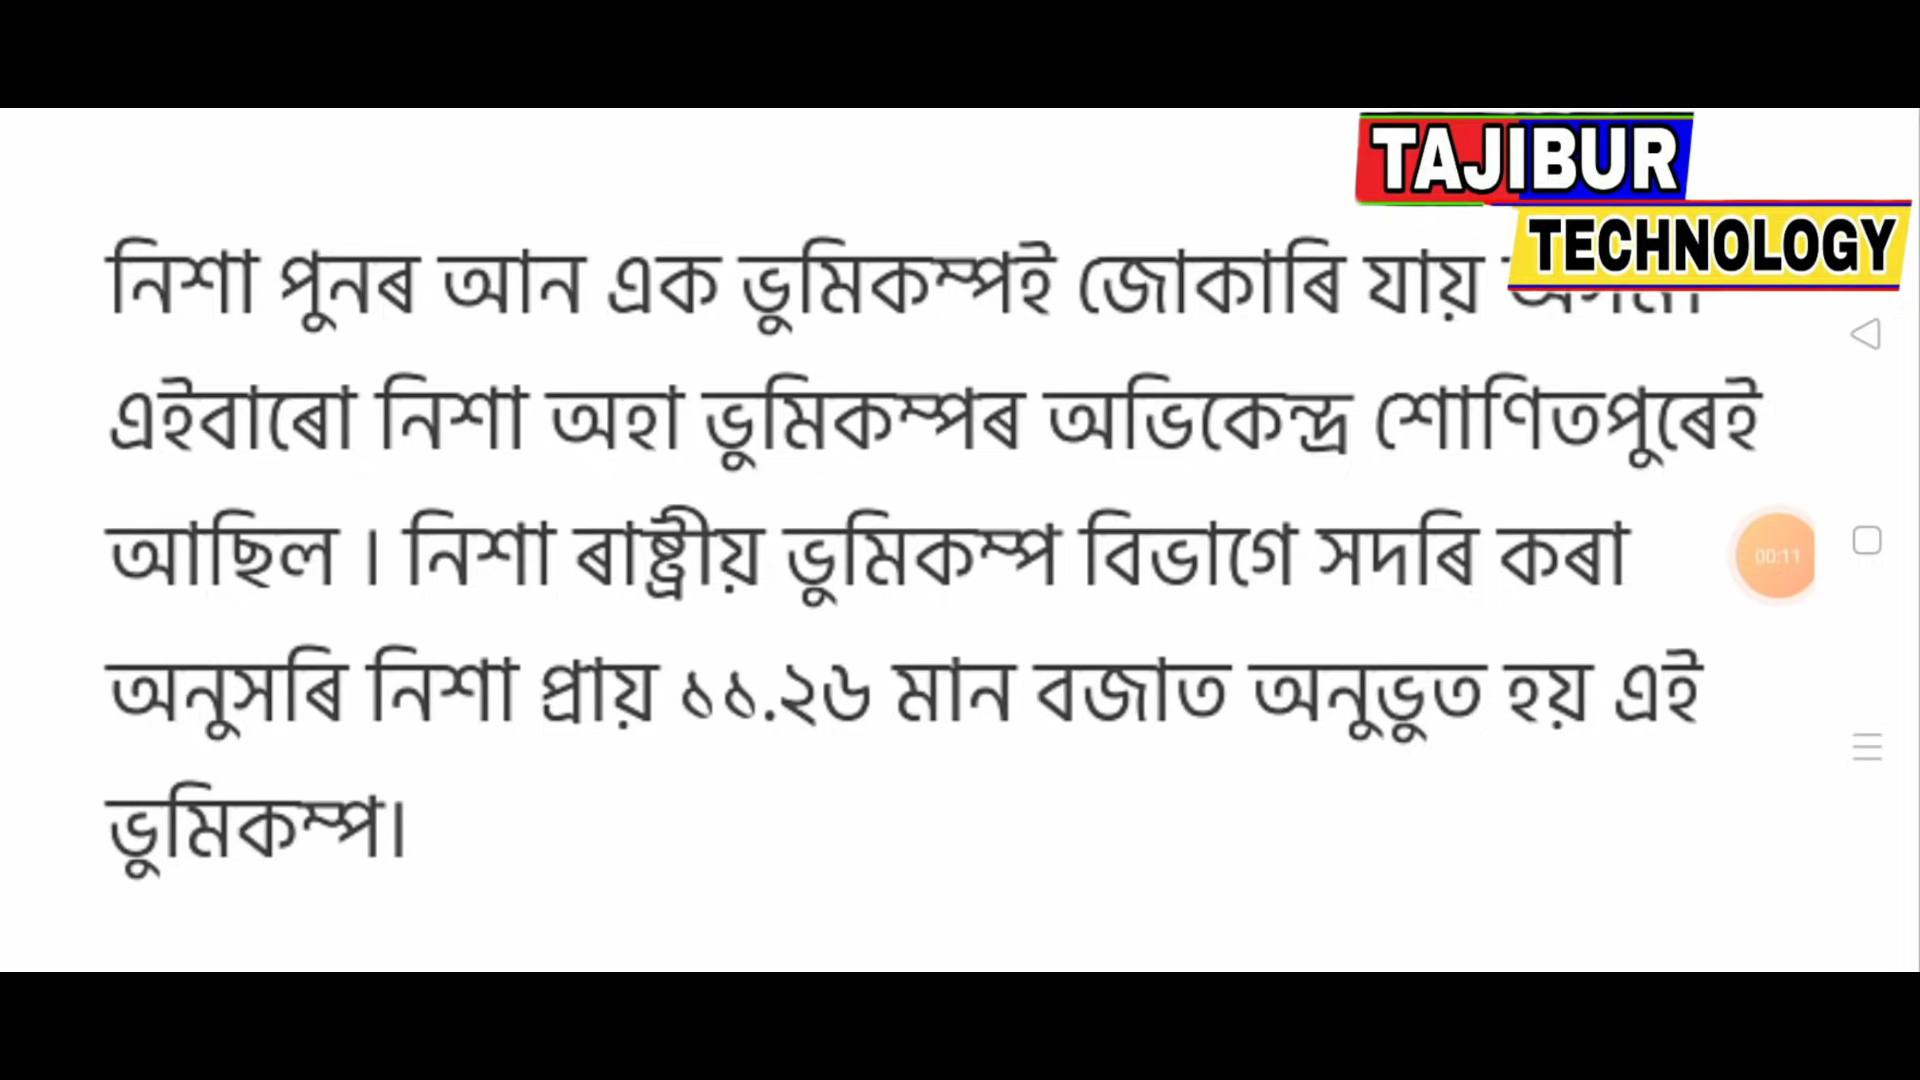 TAJIBUR
TECHNOLOGY
নিশা পুনৰ আন এক ভুমিকম্পই জোকাৰি যায়
এইবাৰো নিশা অহা ভুমিকম্পৰ অভিকেন্দ্ৰ শোণিতপুৰেই
আছিল । নিশা ৰাষ্ট্ৰীয় ভুমিকম্প বিভাগে সদৰি কৰা
00:11
অনুসৰি নিশা প্ৰায় ১১.২৬ মান বজাত অনুভুত হয় এই
ভুমিকম্প।